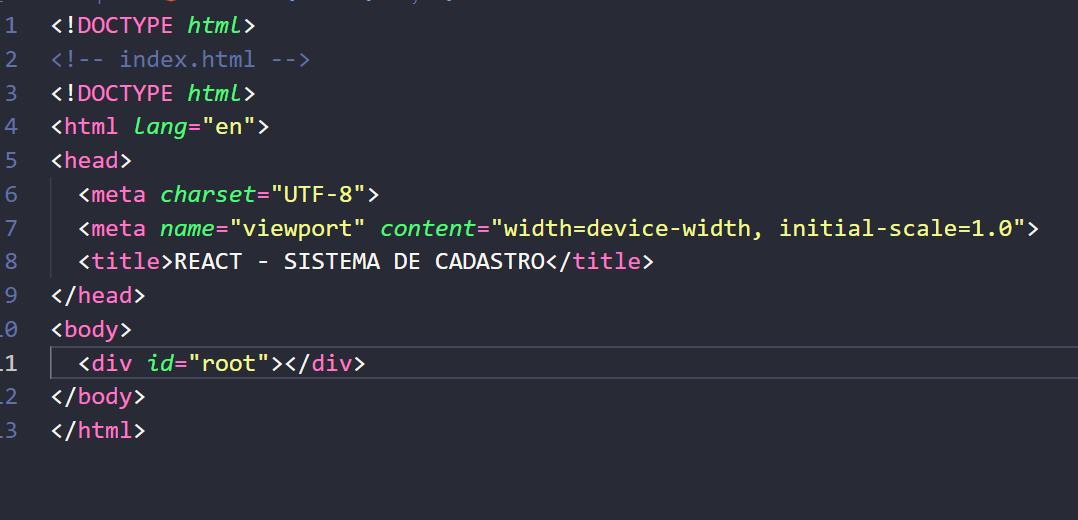 1 <!DOCTYPE html>
2 <!-- index.html -->
3 <!DOCTYPE html>
4 <html lang="en">
5 <head>
6 <meta charset="UTF-8">
7 <meta name="viewport" content="width=device-width, initial-scale=1.0">
8 <title>REACT - SISTEMA DE CADASTRO</title>
9 </head>
10 <body>
11 <div id="root"></div>
12 </body>
13 </html>